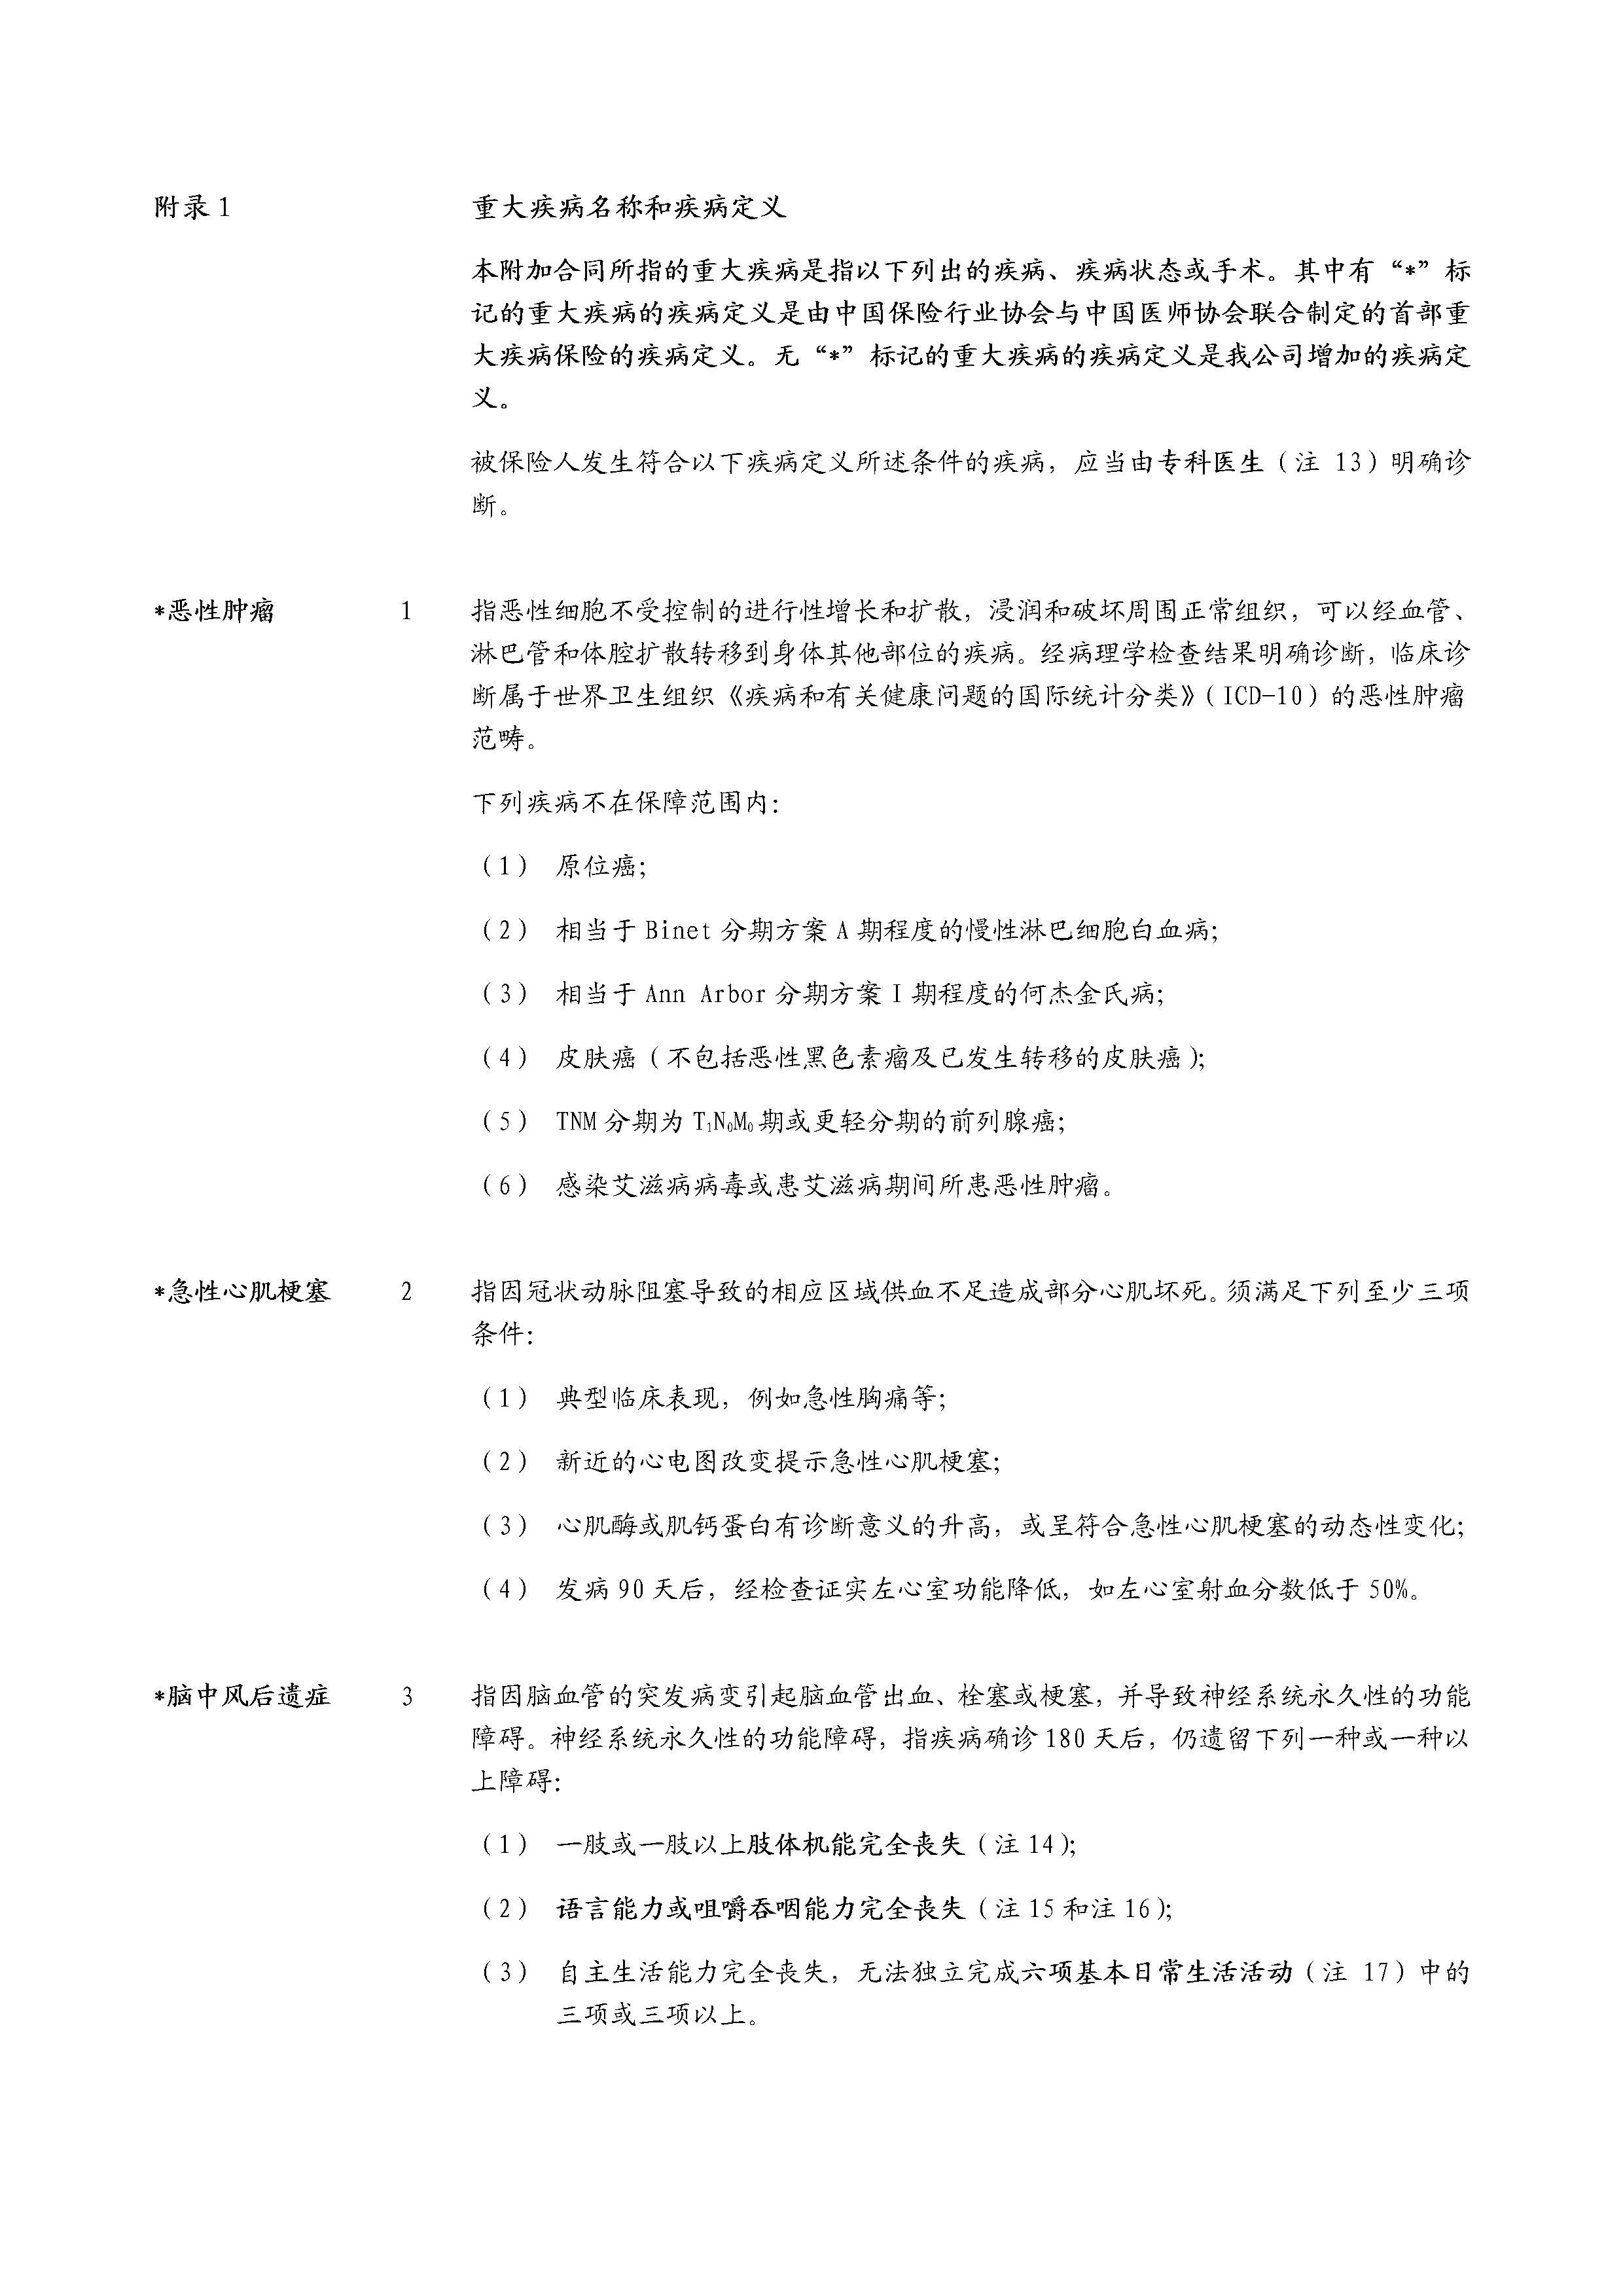 附录1 重大疾病名称和疾病定义
本附加合同所指的重大疾病是指以下列出的疾病、疾病状态或手术。其中有“*”标
记的重大疾病的疾病定义是由中国保险行业协会与中国医师协会联合制定的首部重
大疾病保险的疾病定义。无“*”标记的重大疾病的疾病定义是我公司增加的疾病定
义。
被保险人发生符合以下疾病定义所述条件的疾病，应当由专科医生（注 13）明确诊
断。
*恶性肿瘤 1 指恶性细胞不受控制的进行性增长和扩散，浸润和破坏周围正常组织，可以经血管、
淋巴管和体腔扩散转移到身体其他部位的疾病。经病理学检查结果明确诊断，临床诊
断属于世界卫生组织《疾病和有关健康问题的国际统计分类》（ICD-10）的恶性肿瘤
范畴。
下列疾病不在保障范围内：
（1） 原位癌；
（2） 相当于 Binet 分期方案 A 期程度的慢性淋巴细胞白血病；
（3） 相当于 Ann Arbor 分期方案 I 期程度的何杰金氏病；
（4） 皮肤癌（不包括恶性黑色素瘤及已发生转移的皮肤癌）；
（5） TNM 分期为 T₁N₀M₀期或更轻分期的前列腺癌；
（6） 感染艾滋病病毒或患艾滋病期间所患恶性肿瘤。
*急性心肌梗塞 2 指因冠状动脉阻塞导致的相应区域供血不足造成部分心肌坏死。须满足下列至少三项
条件：
（1） 典型临床表现，例如急性胸痛等；
（2） 新近的心电图改变提示急性心肌梗塞；
（3） 心肌酶或肌钙蛋白有诊断意义的升高，或呈符合急性心肌梗塞的动态性变化；
（4） 发病 90 天后，经检查证实左心室功能降低，如左心室射血分数低于 50%。
*脑中风后遗症 3 指因脑血管的突发病变引起脑血管出血、栓塞或梗塞，并导致神经系统永久性的功能
障碍。神经系统永久性的功能障碍，指疾病确诊 180 天后，仍遗留下列一种或一种以
上障碍：
（1） 一肢或一肢以上肢体机能完全丧失（注 14）；
（2） 语言能力或咀嚼吞咽能力完全丧失（注 15 和注 16）；
（3） 自主生活能力完全丧失，无法独立完成六项基本日常生活活动（注 17）中的
三项或三项以上。